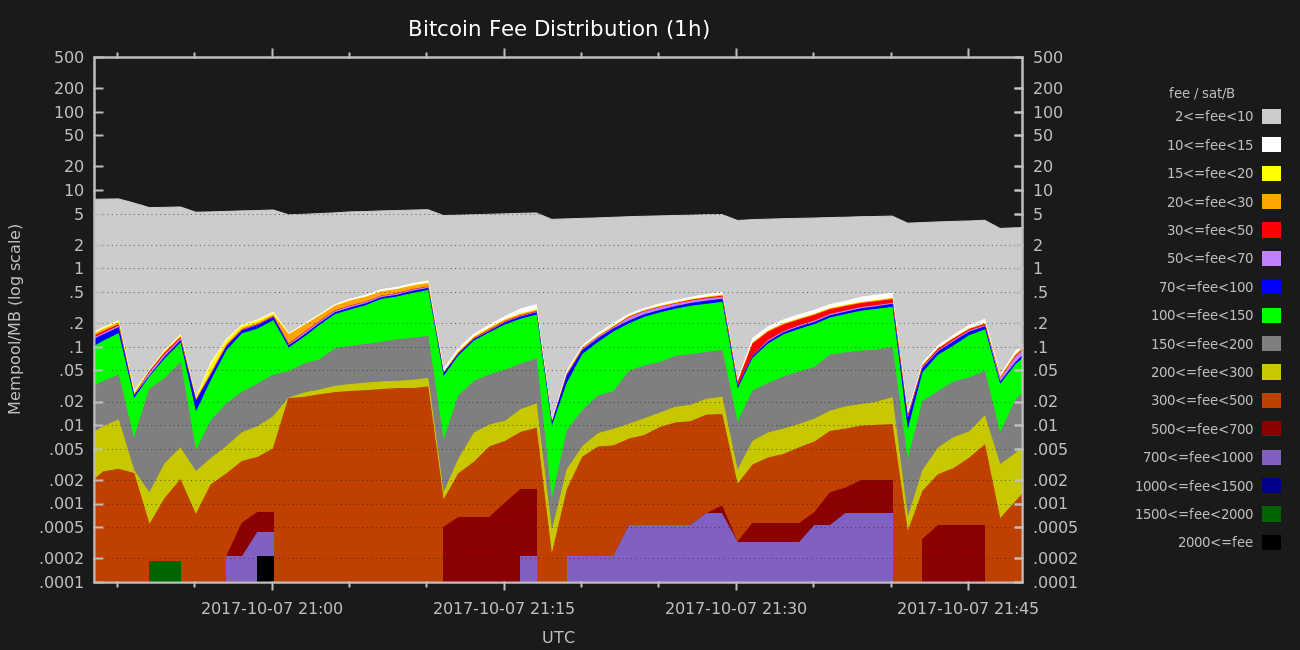 Bitcoin Fee Distribution (1h)
Mempool/MB (log scale)
500
200
100
50
20
10
5
2
1
.5
.2
.1
.05
.02
.01
.005
.002
.001
.0005
.0002
.0001
500
200
100
50
20
10
5
2
1
.5
.2
.1
.05
.02
.01
.005
.002
.001
.0005
.0002
.0001
2017-10-07 21:00
2017-10-07 21:15
2017-10-07 21:30
2017-10-07 21:45
UTC
fee / sat/B
2<=fee<10
10<=fee<15
15<=fee<20
20<=fee<30
30<=fee<50
50<=fee<70
70<=fee<100
100<=fee<150
150<=fee<200
200<=fee<300
300<=fee<500
500<=fee<700
700<=fee<1000
1000<=fee<1500
1500<=fee<2000
2000<=fee